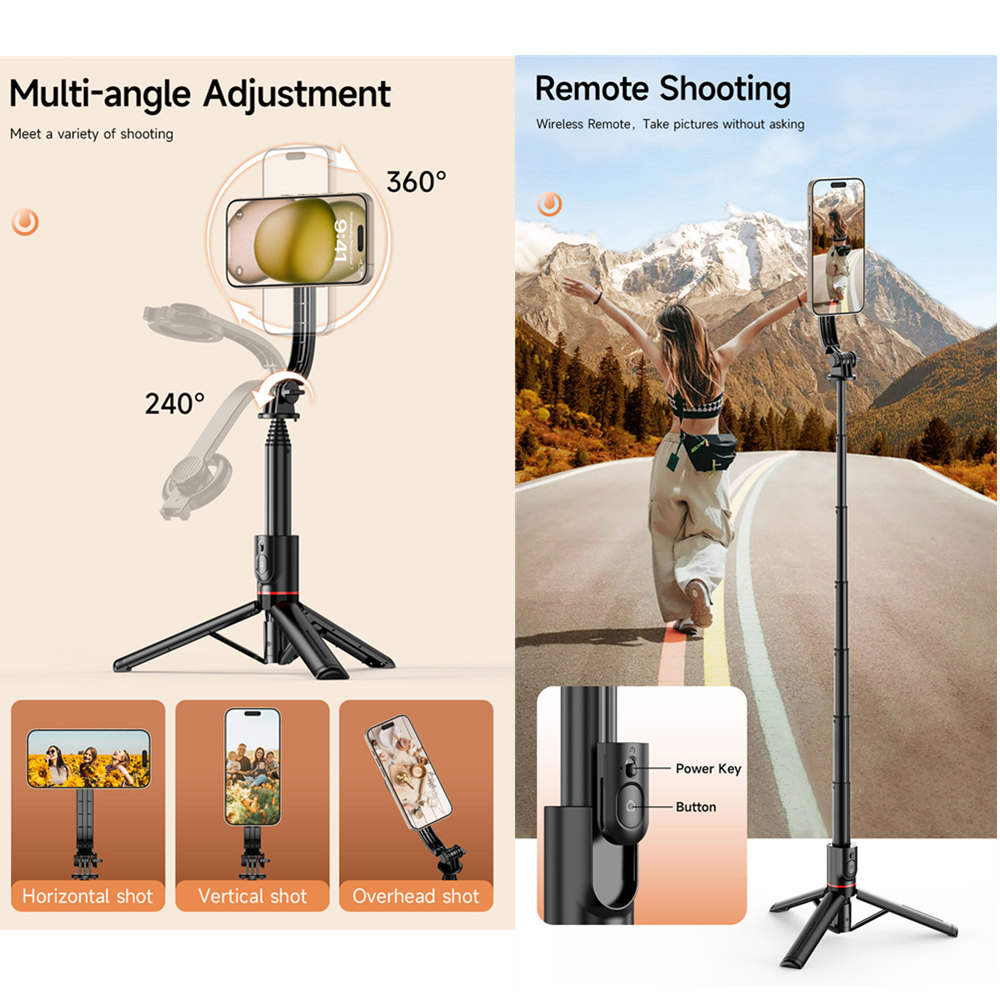 Multi-angle Adjustment
Meet a variety of shooting
360°
9:41
240°
Horizontal shot
Vertical shot
Overhead shot
Remote Shooting
Wireless Remote, Take pictures without asking
Power Key
Button